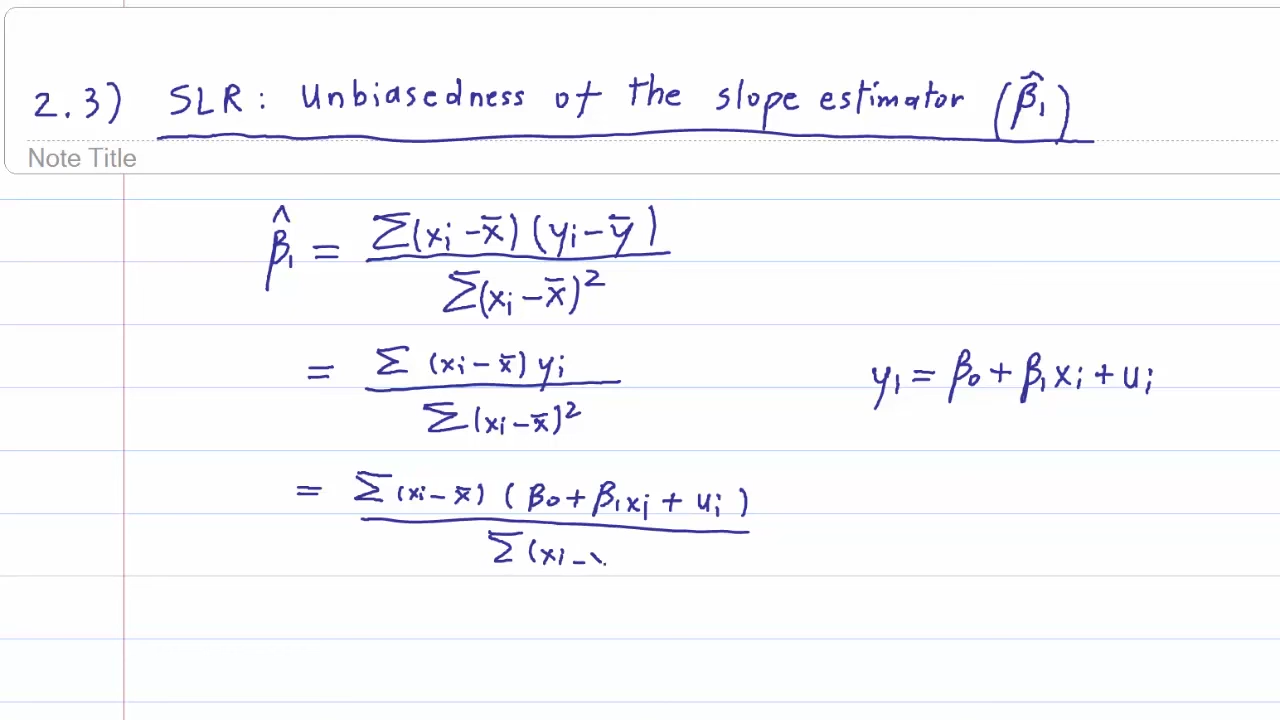 2.3) SLR: Unbiasedness of the slope estimator (β̂₁)
Note Title
β̂₁ = Σ(xᵢ − x̄)(yᵢ − ȳ) / Σ(xᵢ − x̄)²
= Σ(xᵢ − x̄)yᵢ / Σ(xᵢ − x̄)²
y₁ = β₀ + β₁xᵢ + uᵢ
= Σ(xᵢ − x̄)(β₀ + β₁xᵢ + uᵢ) / Σ(xᵢ −